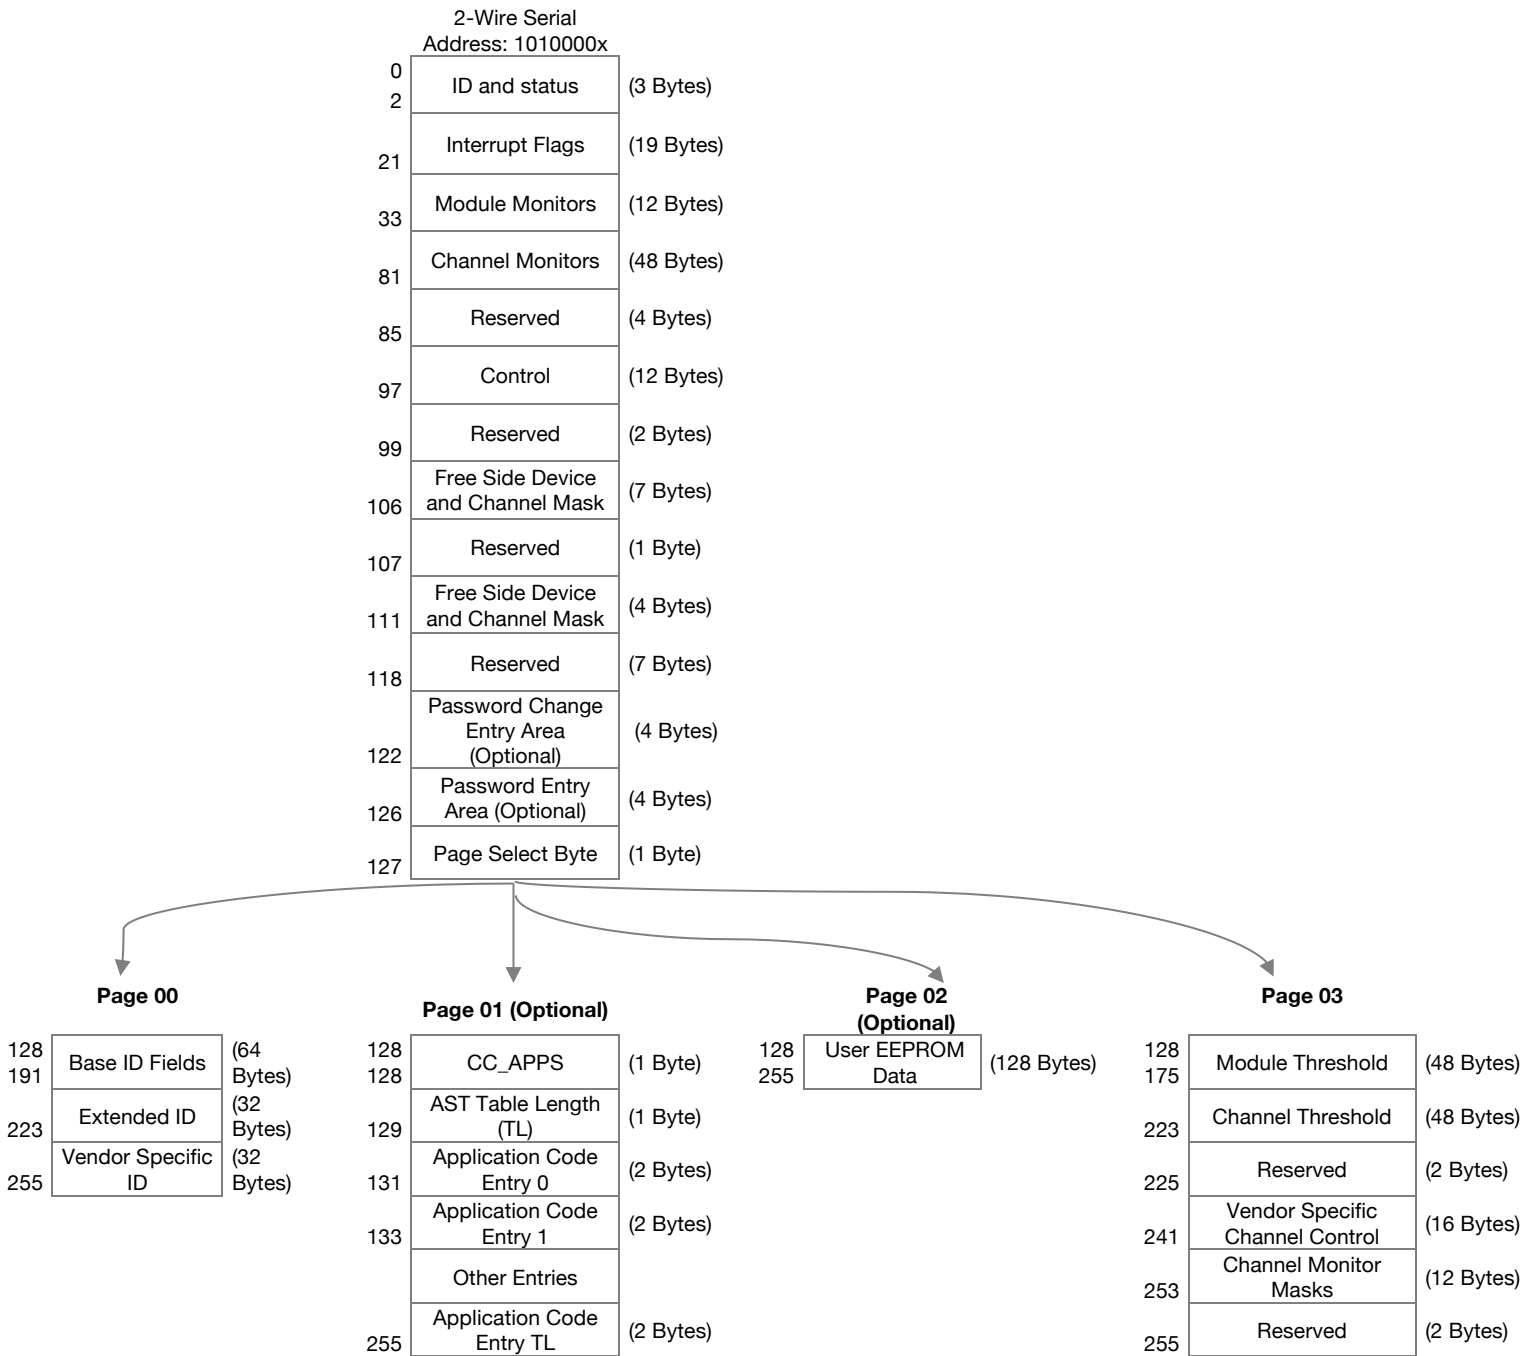 2-Wire Serial
Address: 1010000x
0
2
ID and status
(3 Bytes)
21
Interrupt Flags
(19 Bytes)
33
Module Monitors
(12 Bytes)
81
Channel Monitors
(48 Bytes)
85
Reserved
(4 Bytes)
97
Control
(12 Bytes)
99
Reserved
(2 Bytes)
106
Free Side Device
and Channel Mask
(7 Bytes)
107
Reserved
(1 Byte)
111
Free Side Device
and Channel Mask
(4 Bytes)
118
Reserved
(7 Bytes)
122
Password Change
Entry Area
(Optional)
(4 Bytes)
126
Password Entry
Area (Optional)
(4 Bytes)
127
Page Select Byte
(1 Byte)
Page 00
128
191
Base ID Fields
(64
Bytes)
223
Extended ID
(32
Bytes)
255
Vendor Specific
ID
(32
Bytes)
Page 01 (Optional)
128
128
CC_APPS
(1 Byte)
129
AST Table Length
(TL)
(1 Byte)
131
Application Code
Entry 0
(2 Bytes)
133
Application Code
Entry 1
(2 Bytes)
Other Entries
255
Application Code
Entry TL
(2 Bytes)
Page 02
(Optional)
128
255
User EEPROM
Data
(128 Bytes)
Page 03
128
175
Module Threshold
(48 Bytes)
223
Channel Threshold
(48 Bytes)
225
Reserved
(2 Bytes)
241
Vendor Specific
Channel Control
(16 Bytes)
253
Channel Monitor
Masks
(12 Bytes)
255
Reserved
(2 Bytes)